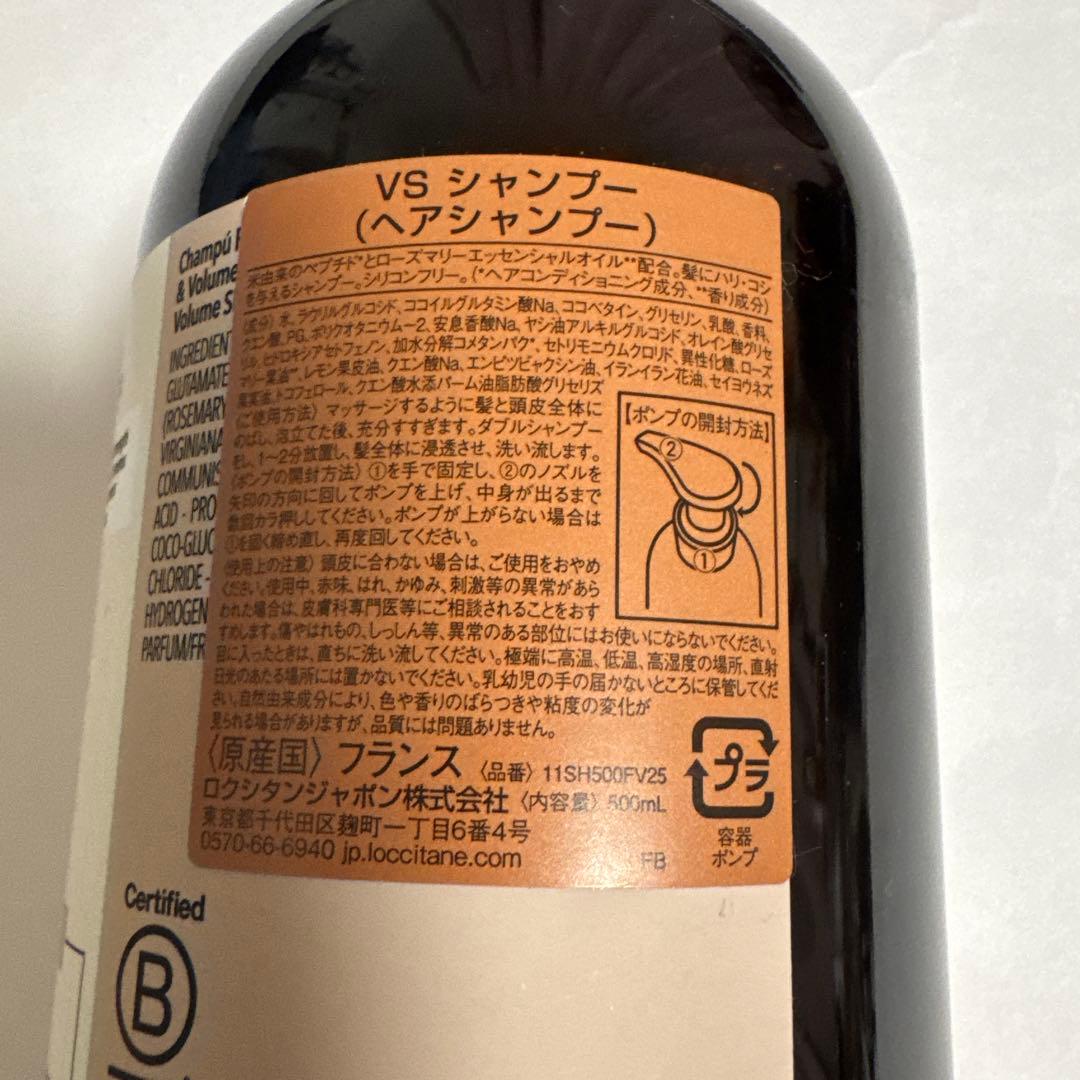 VS シャンプー
(ヘアシャンプー)
米由来のペプチド*とローズマリーエッセンシャルオイル**配合。髪にハリ・コシ
を与えるシャンプー。シリコンフリー。(*ヘアコンディショニング成分、**香り成分)
〈成分〉水、ラウリルグルコシド、ココイルグルタミン酸Na、ココベタイン、グリセリン、乳酸、香料、
クエン酸、PG、ポリクオタニウム-2、安息香酸Na、ヤシ油アルキルグルコシド、オレイン酸グリセ
リル、ヒドロキシアセトフェノン、加水分解コメタンパク*、セトリモニウムクロリド、異性化糖、ローズ
マリー葉油**、レモン果皮油、クエン酸Na、エンピツビャクシン油、イランイラン花油、セイヨウネズ
果実油、トコフェロール、クエン酸水添パーム油脂肪酸グリセリズ
〈ご使用方法〉マッサージするように髪と頭皮全体に
のばし、泡立てた後、充分すすぎます。ダブルシャンプー
をし、1~2分放置し、髪全体に浸透させ、洗い流します。
〈ポンプの開封方法〉①を手で固定し、②のノズルを
矢印の方向に回してポンプを上げ、中身が出るまで
数回カラ押ししてください。ポンプが上がらない場合は
①を固く締め直し、再度回してください。
【ポンプの開封方法】
②
①
〈使用上の注意〉頭皮に合わない場合は、ご使用をおやめ
ください。使用中、赤味、はれ、かゆみ、刺激等の異常があら
われた場合は、皮膚科専門医等にご相談されることをおす
すめします。傷やはれもの、しっしん等、異常のある部位にはお使いにならないでください。
目に入ったときは、直ちに洗い流してください。極端に高温、低温、高湿度の場所、直射
日光のあたる場所には置かないでください。乳幼児の手の届かないところに保管してくだ
さい。自然由来成分により、色や香りのばらつきや粘度の変化が
見られる場合がありますが、品質には問題ありません。
〈原産国〉フランス 〈品番〉11SH500FV25
ロクシタンジャポン株式会社 〈内容量〉500mL
東京都千代田区麹町一丁目6番4号
0570-66-6940 jp.loccitane.com
FB
プラ
容器
ポンプ
Champú F
& Volume
Volume S
INGREDIENT
GLUTAMATE
(ROSEMARY
VIRGINIANA
COMMUNIS
ACID - PRO
COCO-GLUC
CHLORIDE -
HYDROGEN
PARFUM/FR
Certified
B